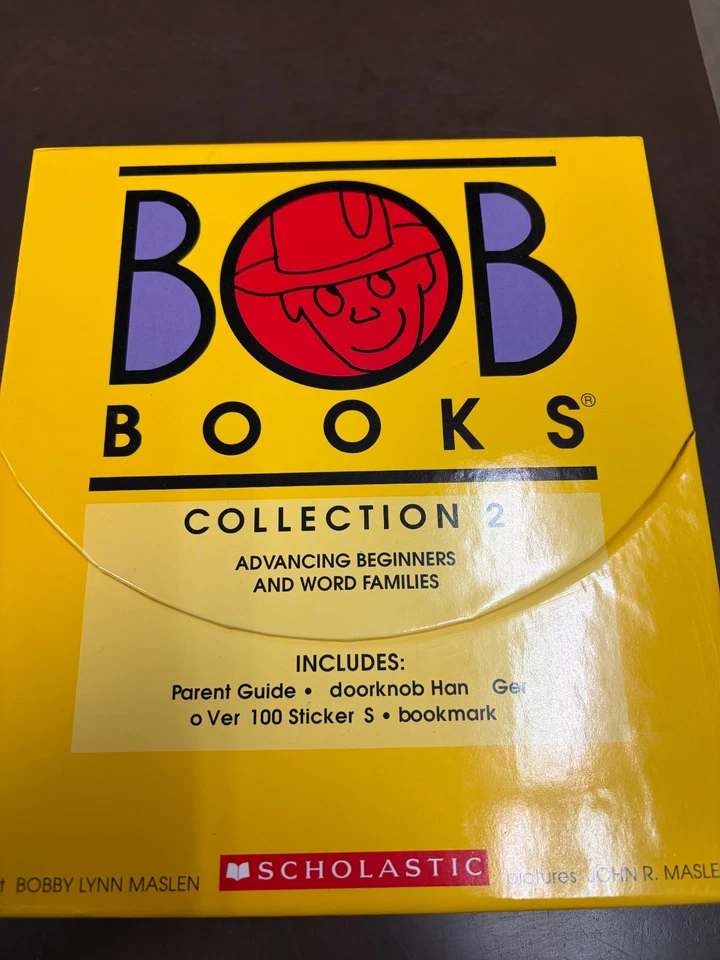 BOB
BOOKS®
COLLECTION 2
ADVANCING BEGINNERS
AND WORD FAMILIES
INCLUDES:
Parent Guide • doorknob Han Ger
o Ver 100 Sticker S • bookmark
BOBBY LYNN MASLEN
SCHOLASTIC
pictures JOHN R. MASLE